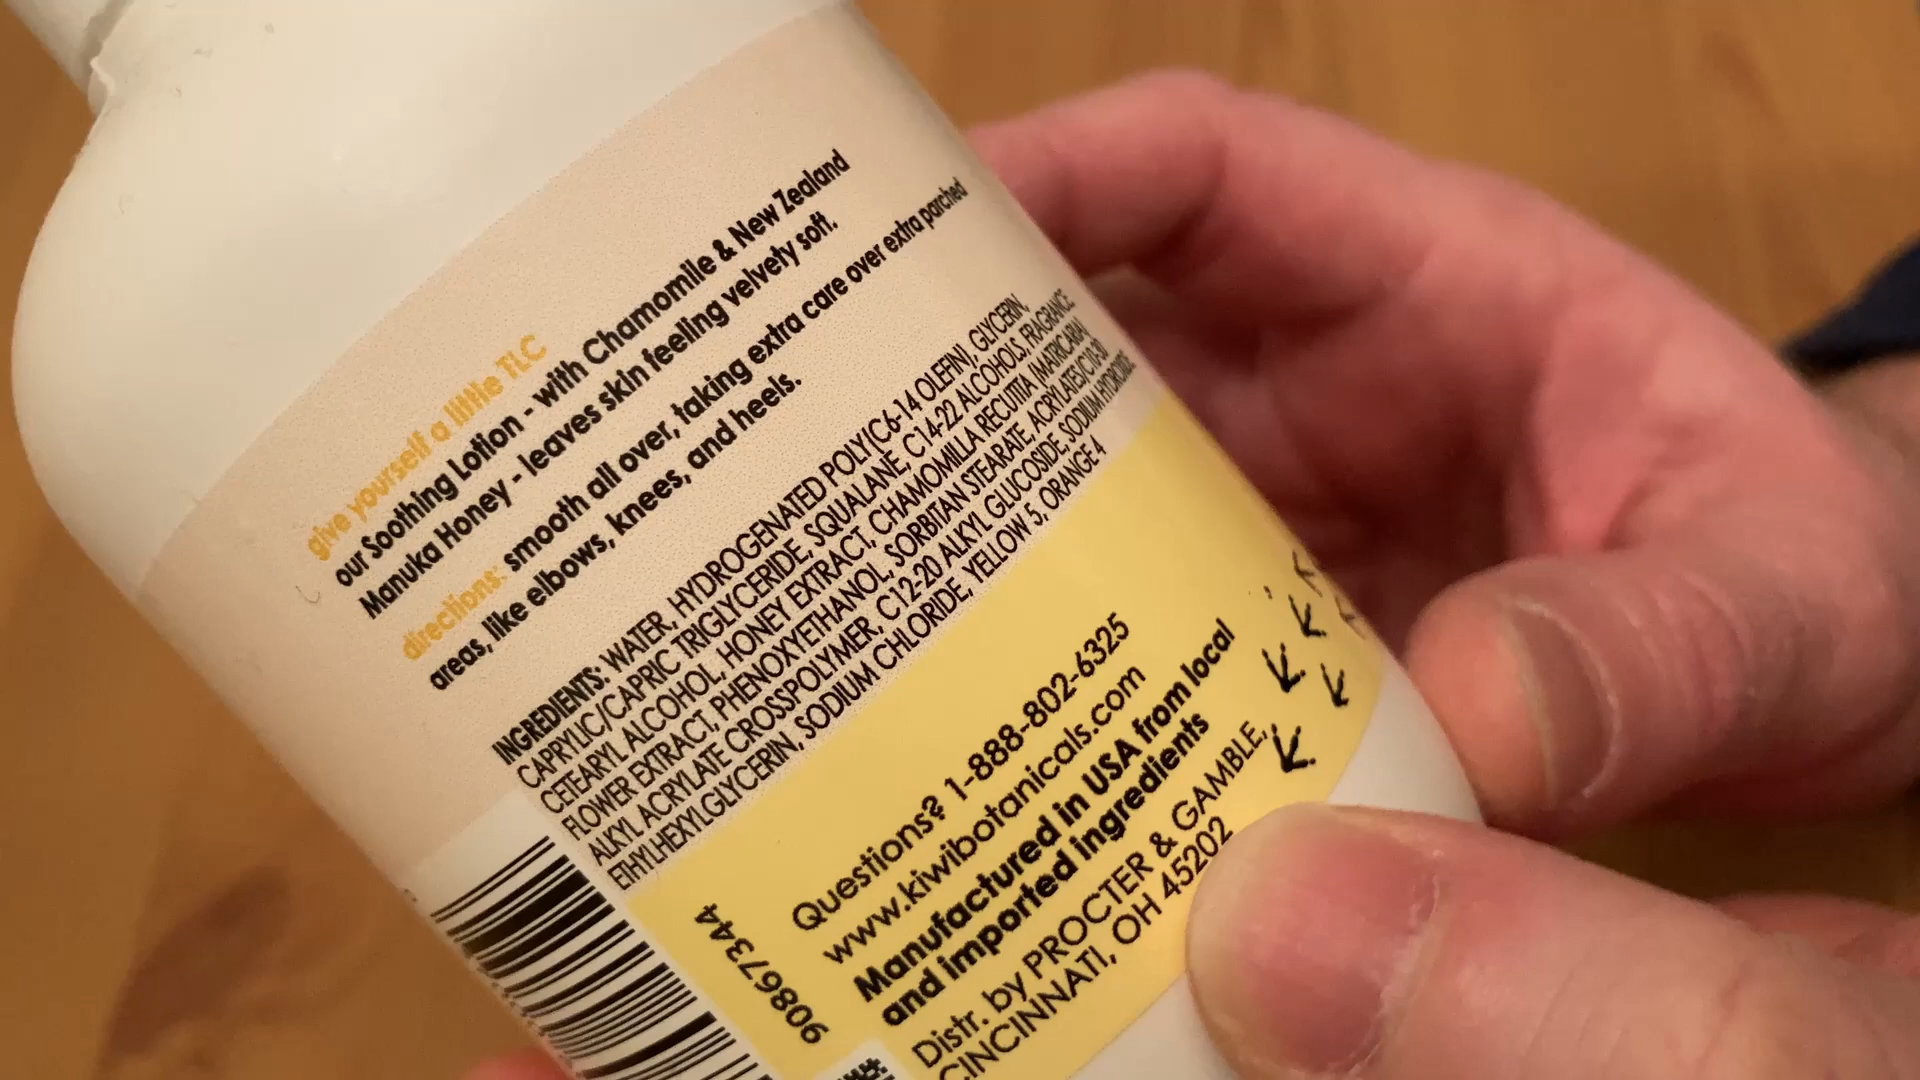 give yourself a little TLC
our Soothing Lotion - with Chamomile & New Zealand
Manuka Honey - leaves skin feeling velvety soft.
directions: smooth all over, taking extra care over extra parched
areas, like elbows, knees, and heels.
INGREDIENTS: WATER, HYDROGENATED POLY(C6-14 OLEFIN), GLYCERIN,
CAPRYLIC/CAPRIC TRIGLYCERIDE, SQUALANE, C14-22 ALCOHOLS, FRAGRANCE
CETEARYL ALCOHOL, HONEY EXTRACT, CHAMOMILLA RECUTITA (MATRICARIA)
FLOWER EXTRACT, PHENOXYETHANOL, SORBITAN STEARATE, ACRYLATES/C10-30
ALKYL ACRYLATE CROSSPOLYMER, C12-20 ALKYL GLUCOSIDE, SODIUM HYDROXIDE,
ETHYLHEXYLGLYCERIN, SODIUM CHLORIDE, YELLOW 5, ORANGE 4
Questions? 1-888-802-6325
www.kiwibotanicals.com
Manufactured in USA from local
and imported ingredients
Distr. by PROCTER & GAMBLE,
CINCINNATI, OH 45202
90867344